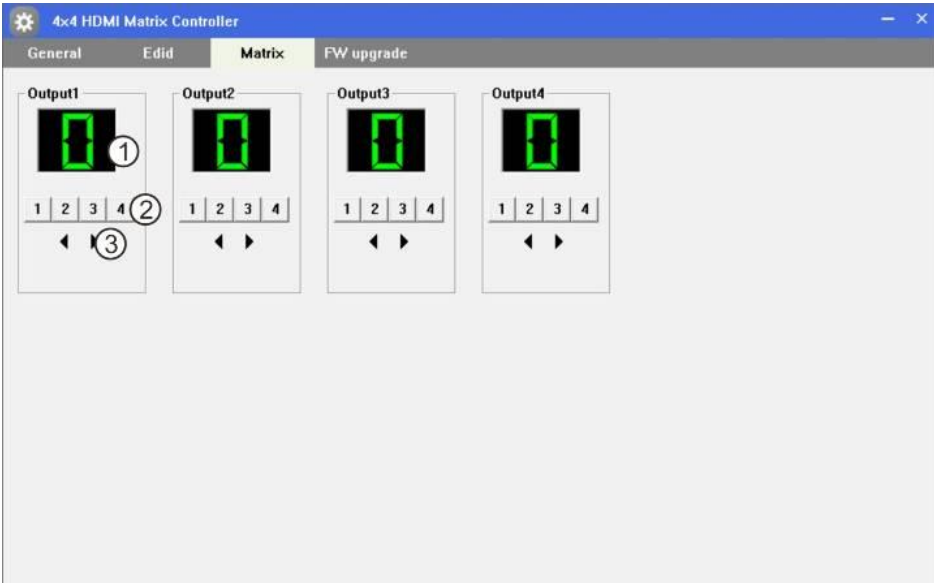 4x4 HDMI Matrix Controller
General Edid Matrix FW upgrade
Output1 Output2 Output3 Output4
0 1 0 0 0
1 2 3 4 2 1 2 3 4 1 2 3 4 1 2 3 4
3